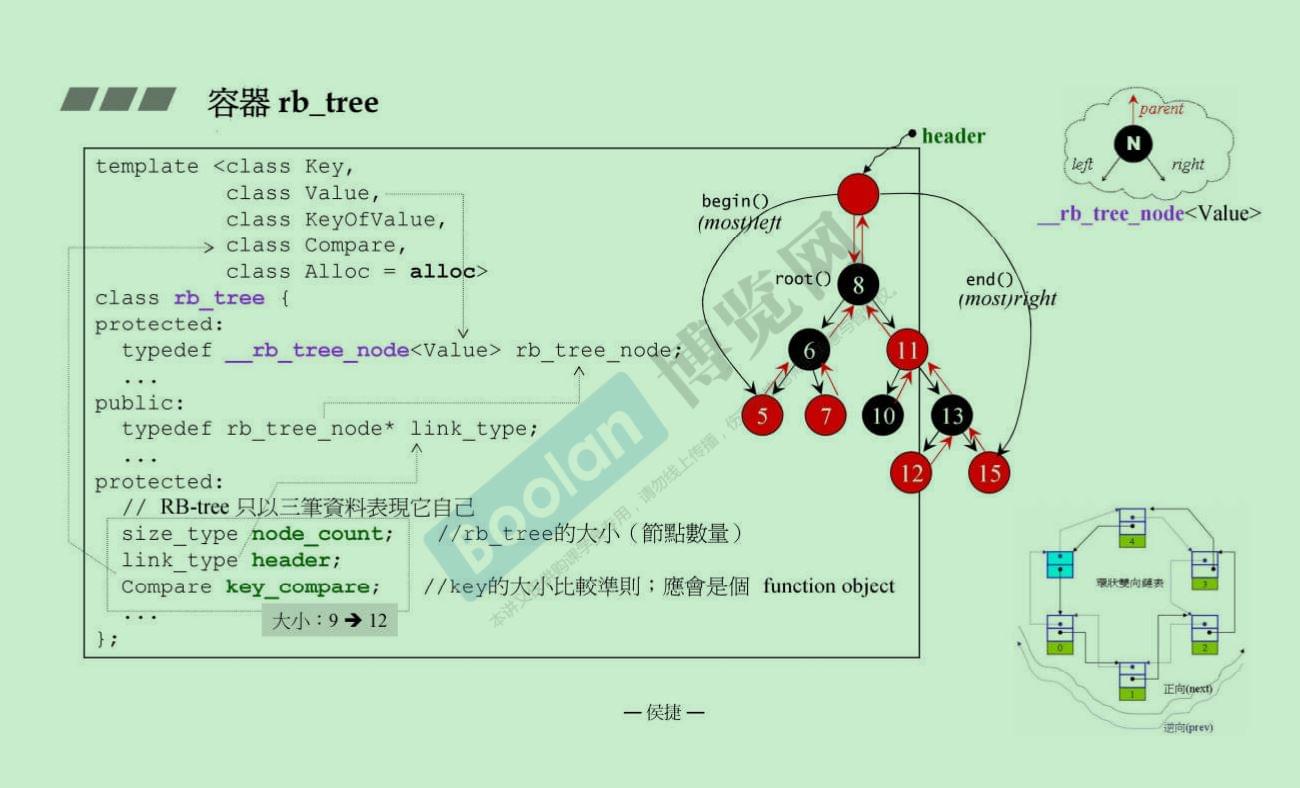 容器 rb_tree
template <class Key,
class Value,
class KeyOfValue,
class Compare,
class Alloc = alloc>
class rb_tree {
protected:
typedef __rb_tree_node<Value> rb_tree_node;
...
public:
typedef rb_tree_node* link_type;
...
protected:
// RB-tree 只以三筆資料表現它自己
size_type node_count; //rb_tree的大小（節點數量）
link_type header;
Compare key_compare; //key的大小比較準則；應會是個 function object
...
大小：9 ➔ 12
};
header
begin()
(most)left
root()
end()
(most)right
8
6
11
5
7
10
13
12
15
parent
N
left
right
__rb_tree_node<Value>
4
環狀雙向鏈表
3
0
2
1
正向(next)
逆向(prev)
— 侯捷 —
Boolan
博览网